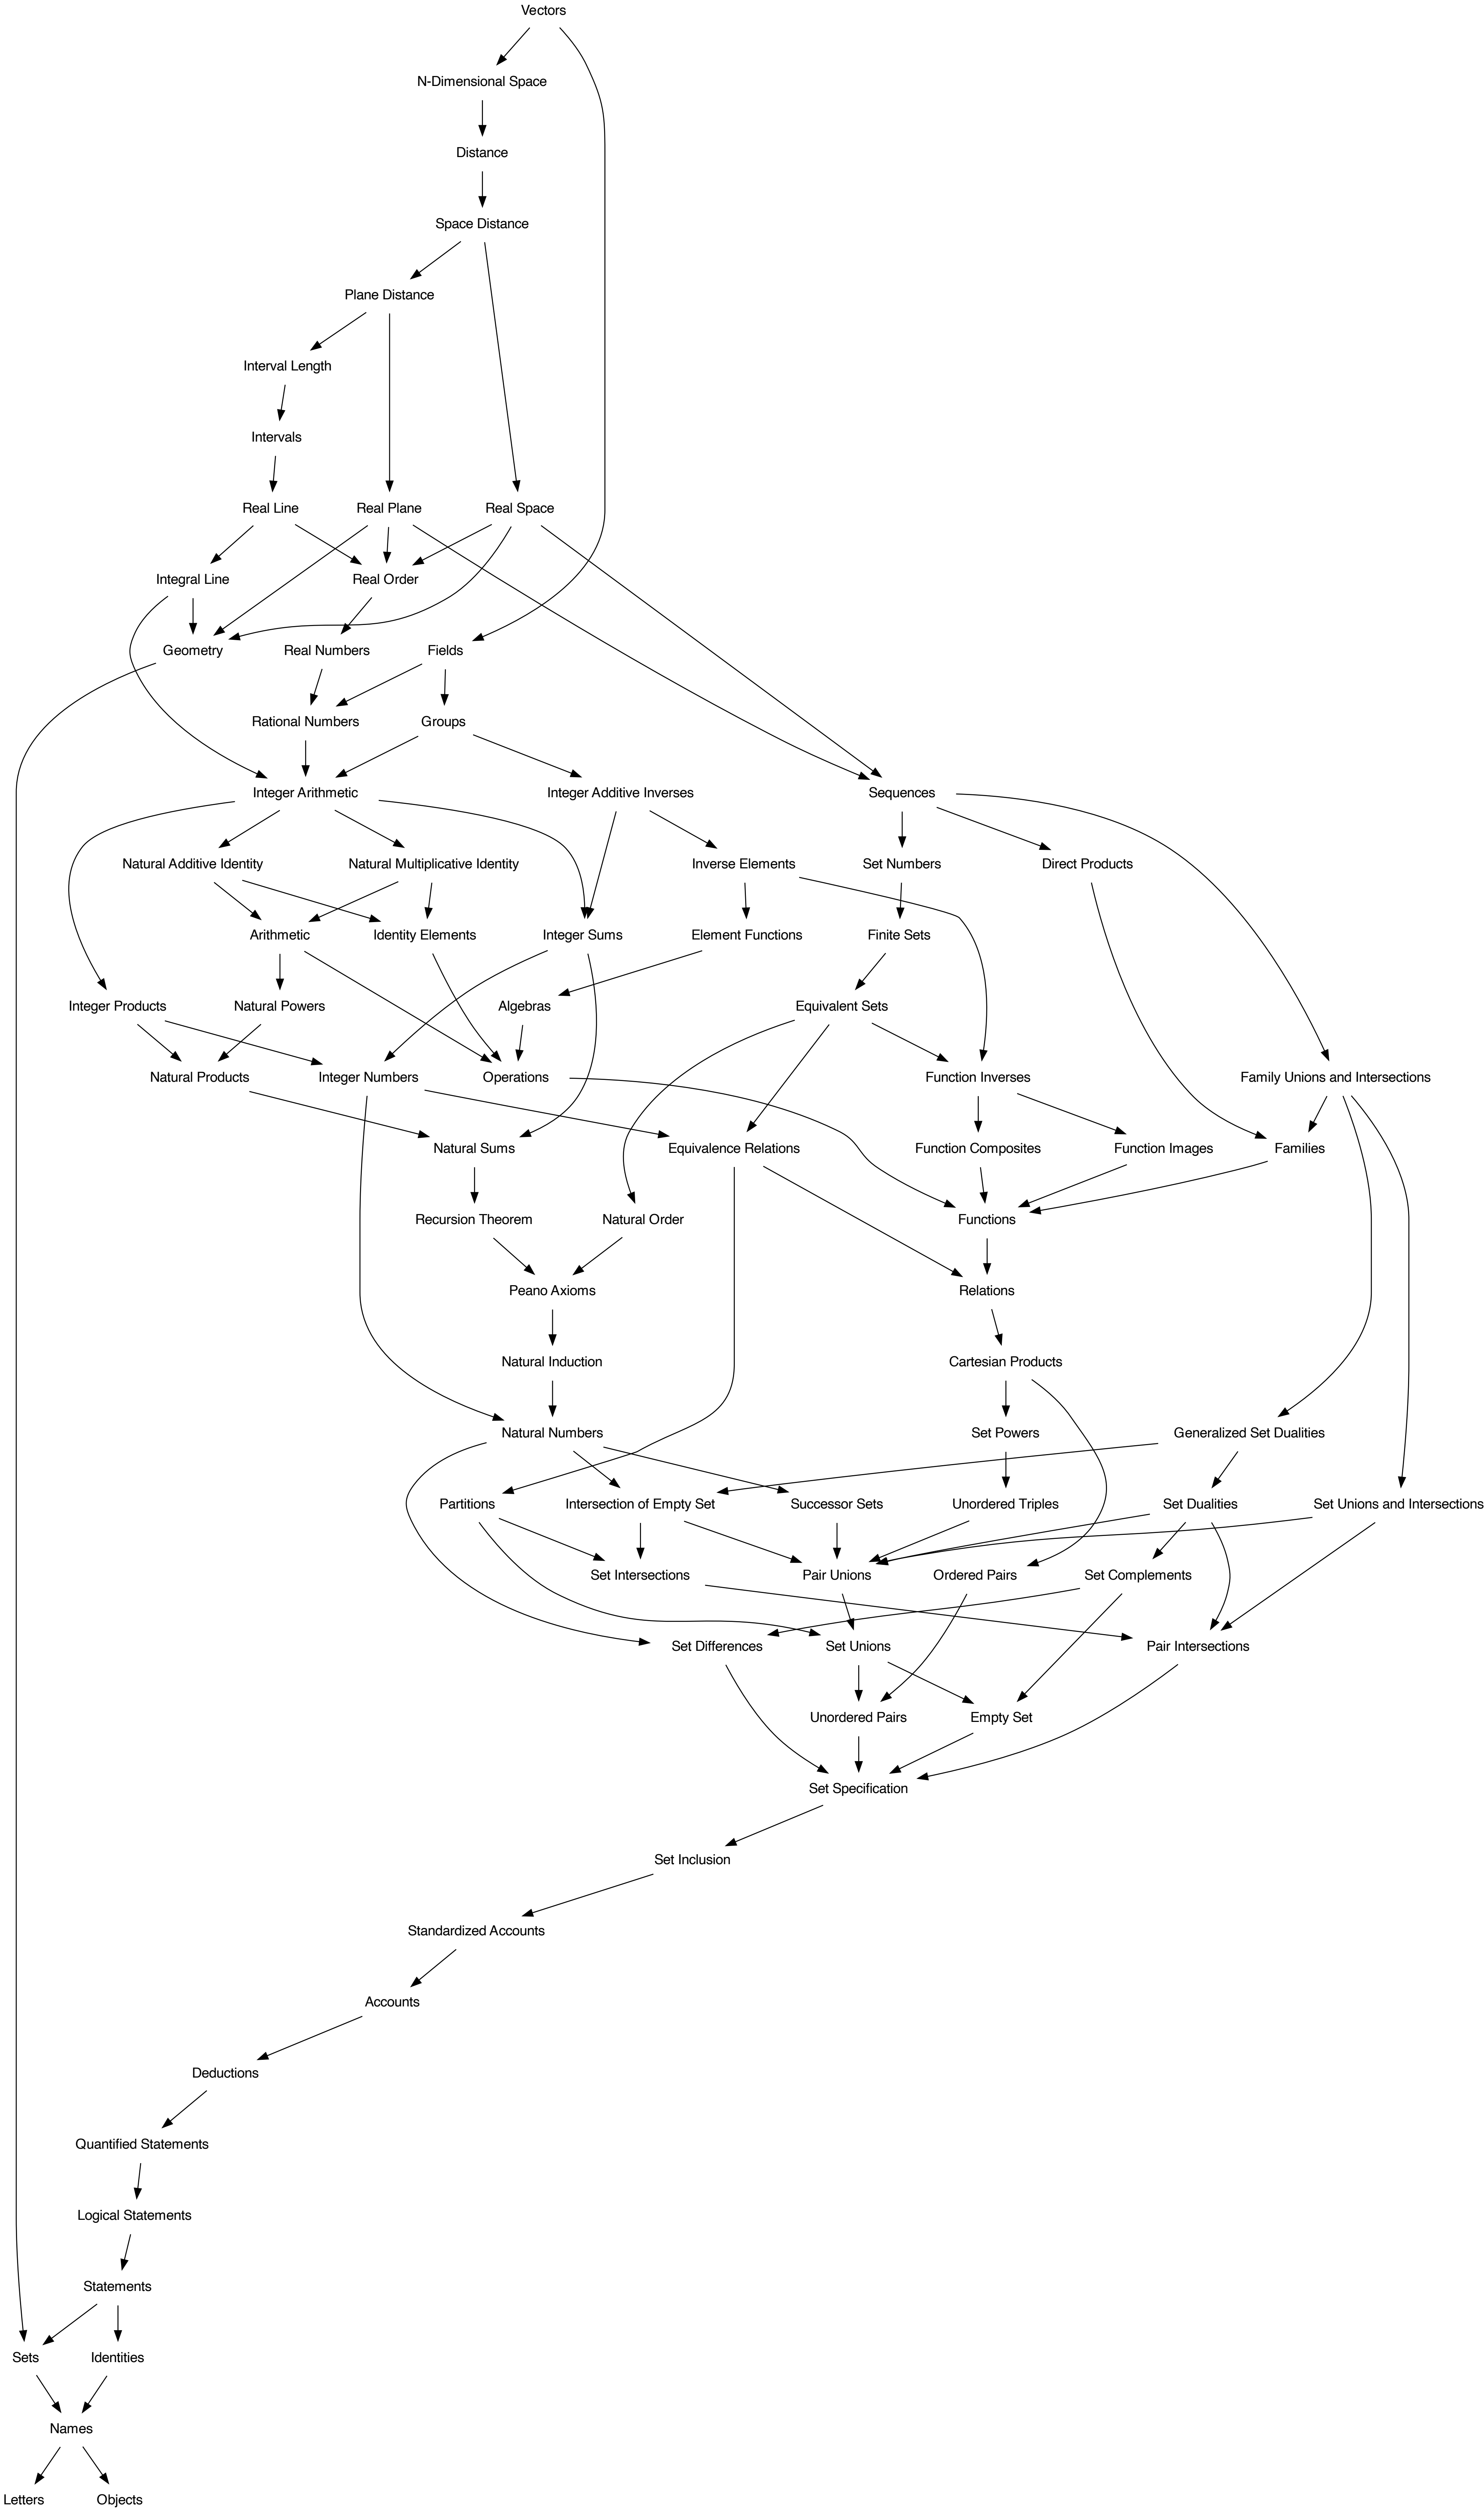 Vectors
N-Dimensional Space
Distance
Space Distance
Plane Distance
Interval Length
Intervals
Real Line
Real Plane
Real Space
Integral Line
Real Order
Geometry
Real Numbers
Fields
Rational Numbers
Groups
Integer Arithmetic
Integer Additive Inverses
Sequences
Natural Additive Identity
Natural Multiplicative Identity
Inverse Elements
Set Numbers
Direct Products
Arithmetic
Identity Elements
Integer Sums
Element Functions
Finite Sets
Integer Products
Natural Powers
Algebras
Equivalent Sets
Natural Products
Integer Numbers
Operations
Function Inverses
Family Unions and Intersections
Natural Sums
Equivalence Relations
Function Composites
Function Images
Families
Recursion Theorem
Natural Order
Functions
Peano Axioms
Relations
Natural Induction
Cartesian Products
Natural Numbers
Set Powers
Generalized Set Dualities
Partitions
Intersection of Empty Set
Successor Sets
Unordered Triples
Set Dualities
Set Unions and Intersections
Set Intersections
Pair Unions
Ordered Pairs
Set Complements
Set Differences
Set Unions
Pair Intersections
Unordered Pairs
Empty Set
Set Specification
Set Inclusion
Standardized Accounts
Accounts
Deductions
Quantified Statements
Logical Statements
Statements
Sets
Identities
Names
Letters
Objects